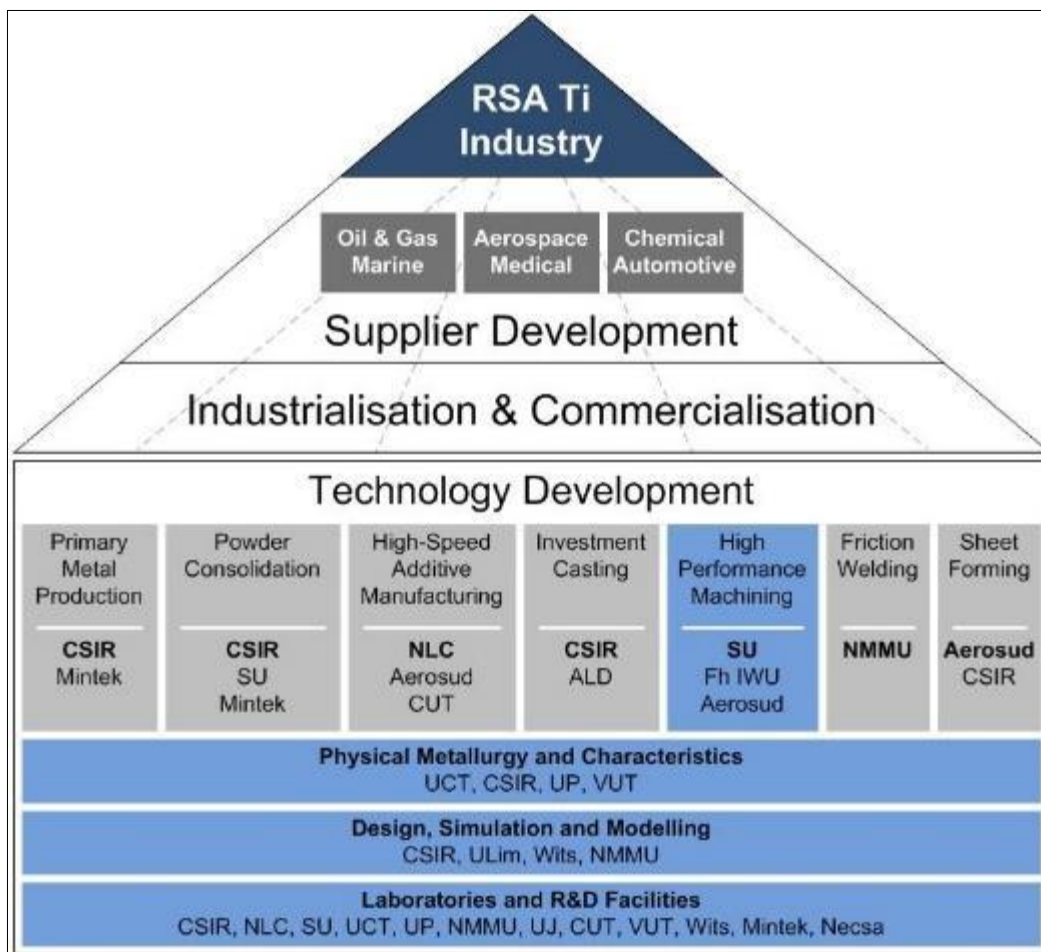 RSA Ti
Industry
Oil & Gas
Marine
Aerospace
Medical
Chemical
Automotive
Supplier Development
Industrialisation & Commercialisation
Technology Development
Primary
Metal
Production
CSIR
Mintek
Powder
Consolidation
CSIR
SU
Mintek
High-Speed
Additive
Manufacturing
NLC
Aerosud
CUT
Investment
Casting
CSIR
ALD
High
Performance
Machining
SU
Fh IWU
Aerosud
Friction
Welding
NMMU
Sheet
Forming
Aerosud
CSIR
Physical Metallurgy and Characteristics
UCT, CSIR, UP, VUT
Design, Simulation and Modelling
CSIR, ULim, Wits, NMMU
Laboratories and R&D Facilities
CSIR, NLC, SU, UCT, UP, NMMU, UJ, CUT, VUT, Wits, Mintek, Necsa